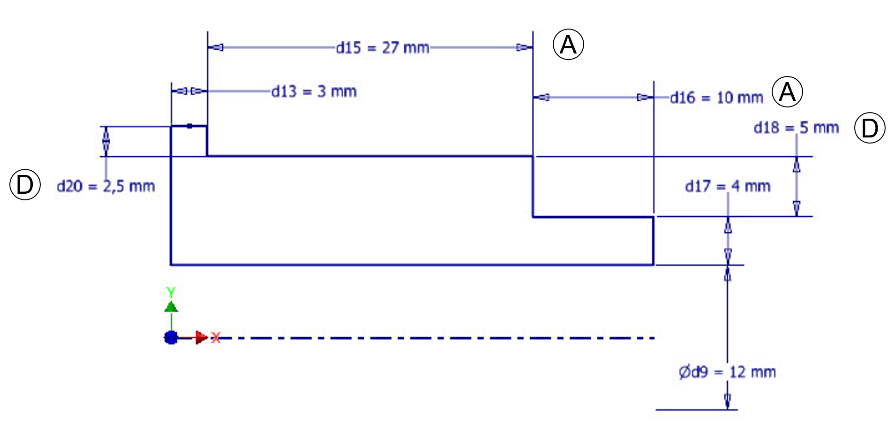 d15 = 27 mm
A
d13 = 3 mm
d16 = 10 mm
A
d18 = 5 mm
D
D
d20 = 2,5 mm
d17 = 4 mm
Y
X
Ød9 = 12 mm